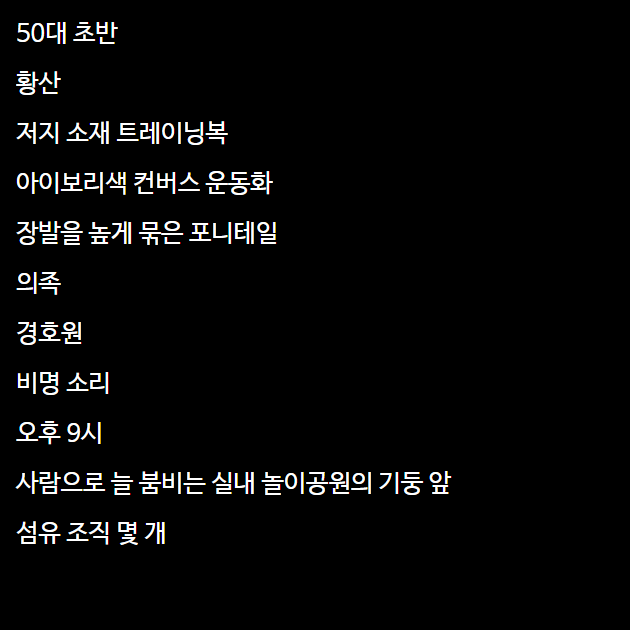 50대 초반
황산
저지 소재 트레이닝복
아이보리색 컨버스 운동화
장발을 높게 묶은 포니테일
의족
경호원
비명 소리
오후 9시
사람으로 늘 붐비는 실내 놀이공원의 기둥 앞
섬유 조직 몇 개